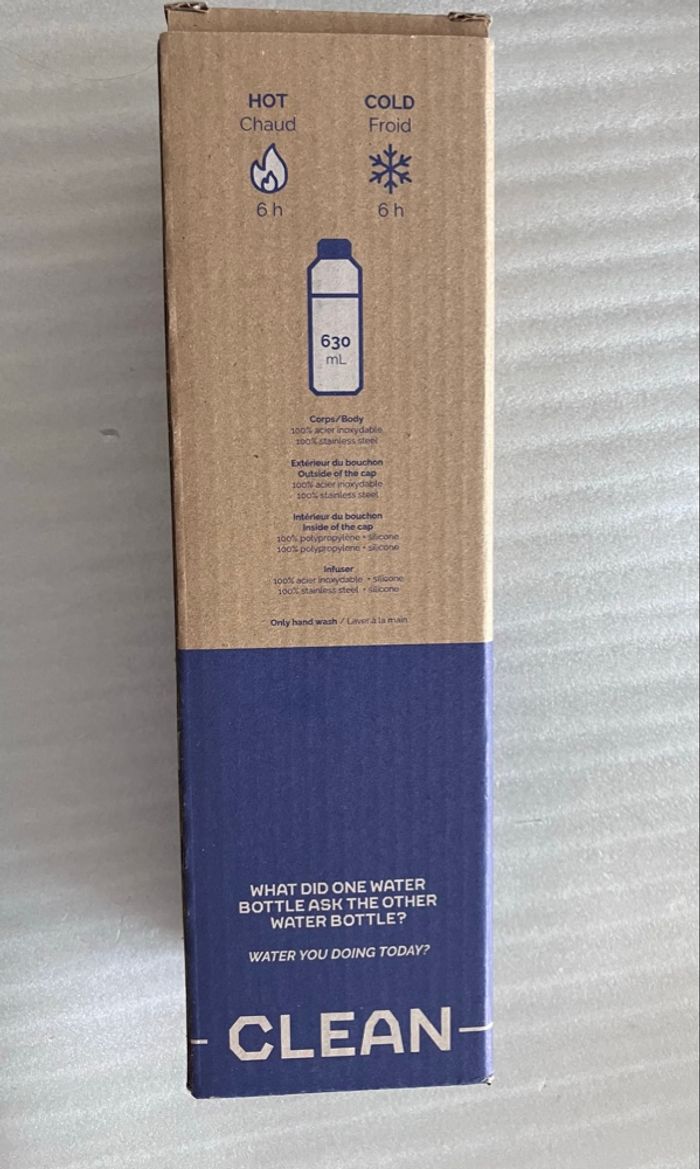 HOT
Chaud
6 h
COLD
Froid
6 h
630
mL
Corps/Body
100% acier inoxydable
100% stainless steel
Extérieur du bouchon
Outside of the cap
100% acier inoxydable
100% stainless steel
Intérieur du bouchon
Inside of the cap
100% polypropylène • silicone
100% polypropylene • silicone
Infuser
100% acier inoxydable • silicone
100% stainless steel • silicone
Only hand wash / Laver à la main
WHAT DID ONE WATER
BOTTLE ASK THE OTHER
WATER BOTTLE?
WATER YOU DOING TODAY?
CLEAN